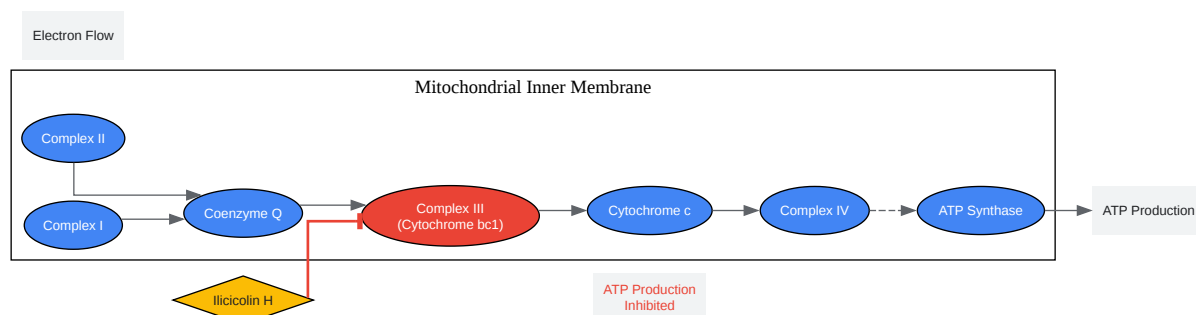 Electron Flow
Mitochondrial Inner Membrane
Complex II
Complex I
Coenzyme Q
Complex III
(Cytochrome bc1)
Cytochrome c
Complex IV
ATP Synthase
ATP Production
Ilicicolin H
ATP Production
Inhibited